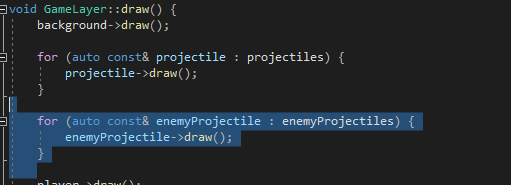 void GameLayer::draw() {
background->draw();
for (auto const& projectile : projectiles) {
projectile->draw();
}
for (auto const& enemyProjectile : enemyProjectiles) {
enemyProjectile->draw();
}
player->draw();